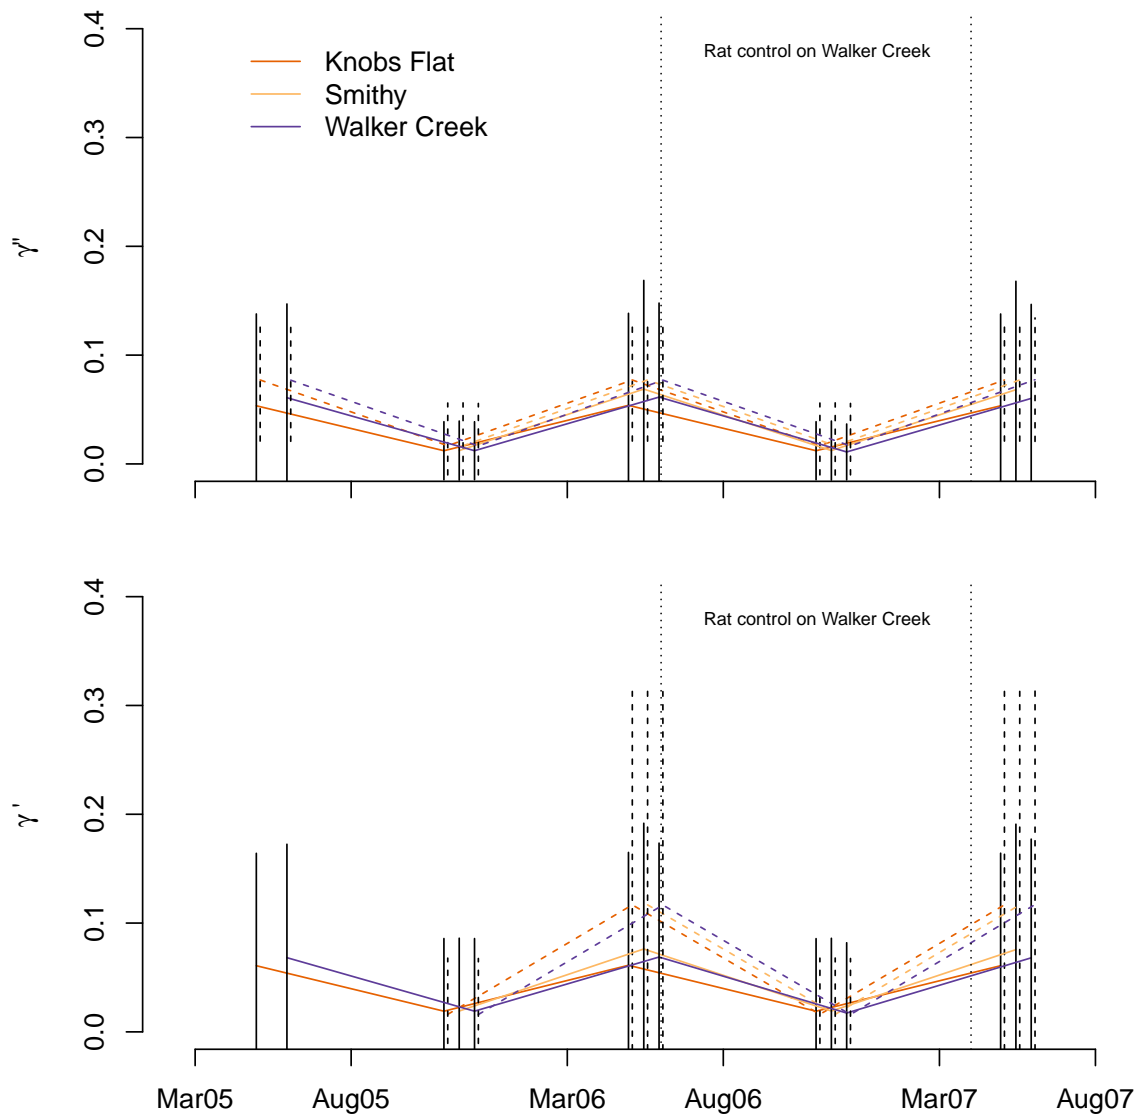 0.4
Rat control on Walker Creek
Knobs Flat
Smithy
Walker Creek
0.3
γ''
0.2
0.1
0.0
Mar05 Aug05 Mar06 Aug06 Mar07 Aug07
0.4
Rat control on Walker Creek
0.3
γ'
0.2
0.1
0.0